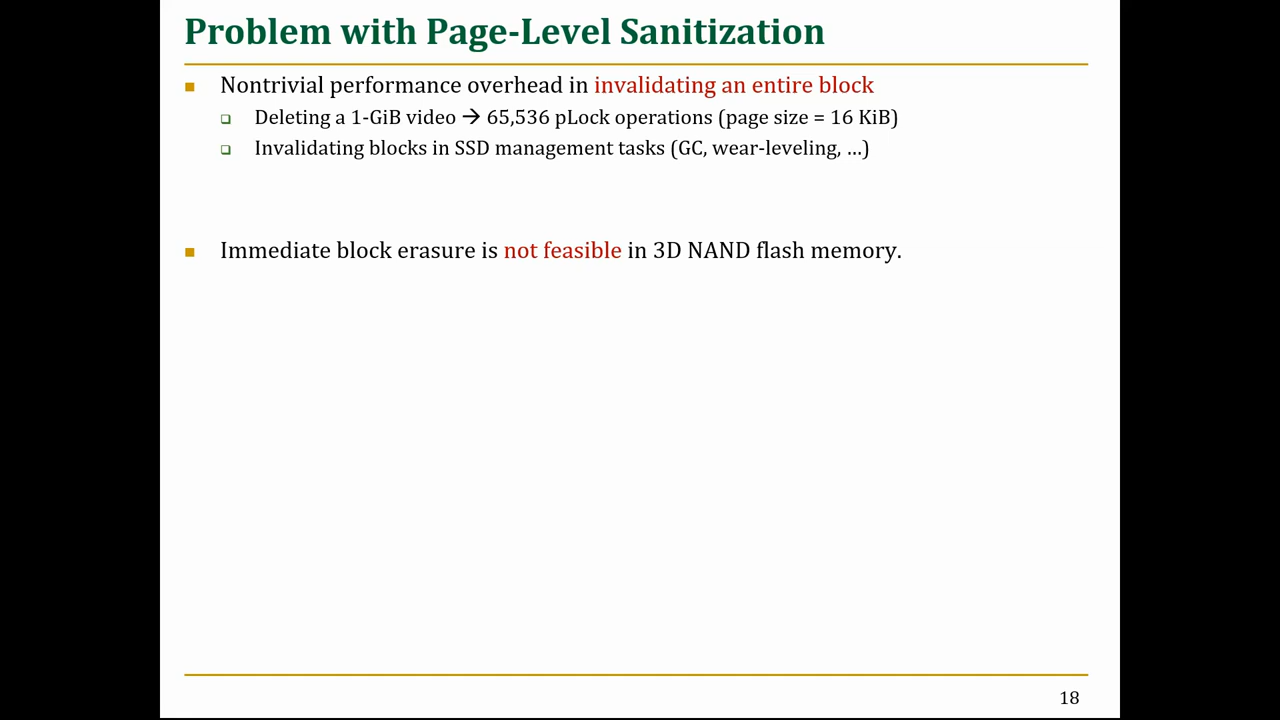 Problem with Page-Level Sanitization
Nontrivial performance overhead in invalidating an entire block
Deleting a 1-GiB video → 65,536 pLock operations (page size = 16 KiB)
Invalidating blocks in SSD management tasks (GC, wear-leveling, …)
Immediate block erasure is not feasible in 3D NAND flash memory.
18